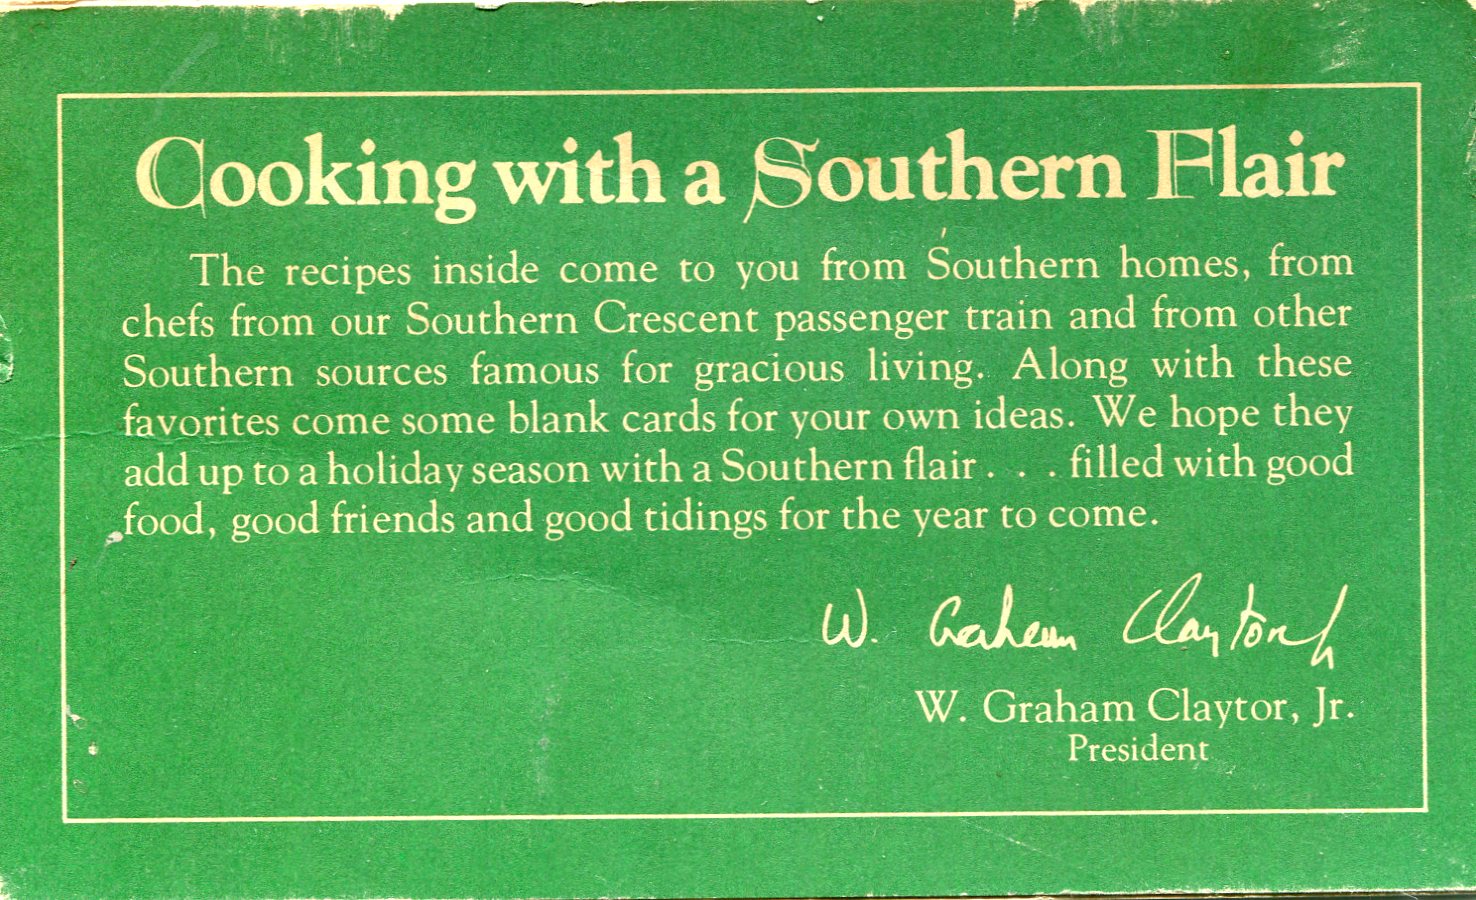 Cooking with a Southern Flair
The recipes inside come to you from Southern homes, from
chefs from our Southern Crescent passenger train and from other
Southern sources famous for gracious living. Along with these
favorites come some blank cards for your own ideas. We hope they
add up to a holiday season with a Southern flair . . . filled with good
food, good friends and good tidings for the year to come.
W. Graham Claytor Jr
W. Graham Claytor, Jr.
President